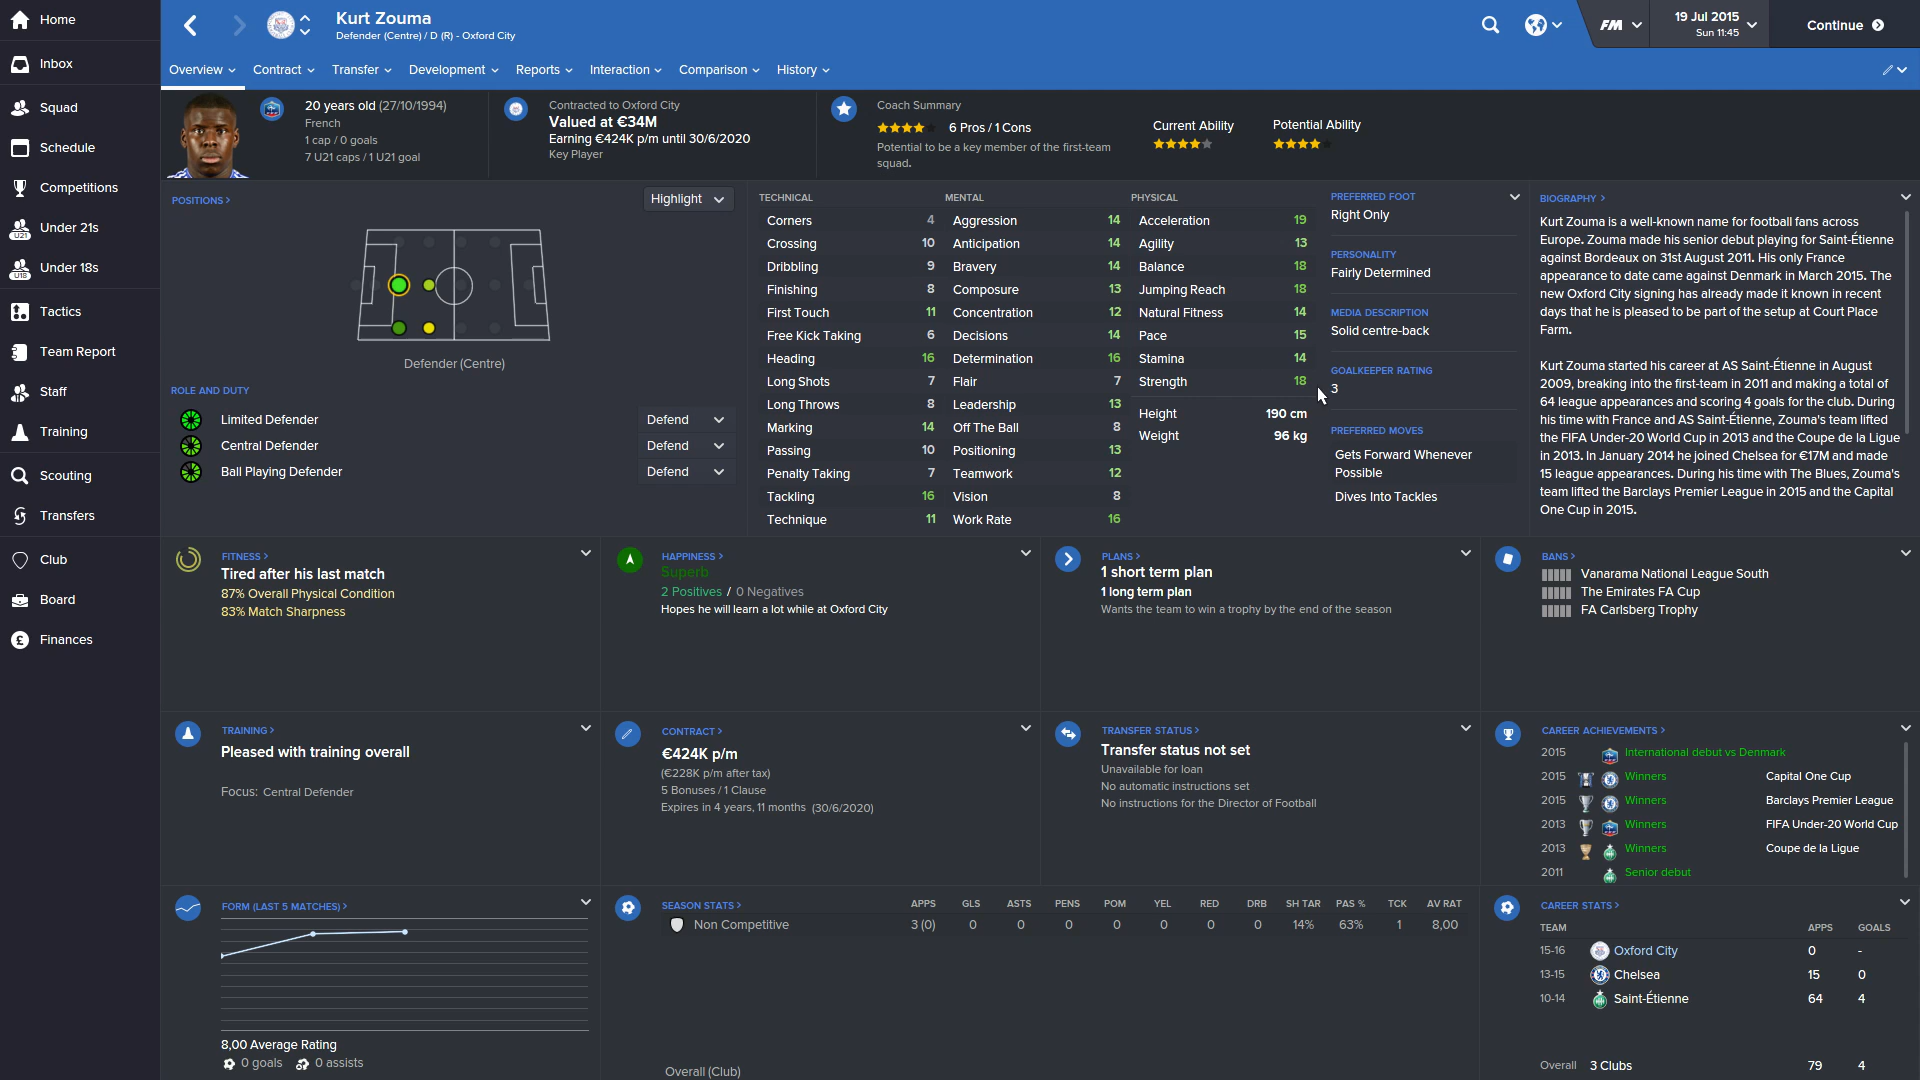 Home
Inbox
Squad
Schedule
Competitions
Under 21s
Under 18s
Tactics
Team Report
Staff
Training
Scouting
Transfers
Club
Board
Finances
U21
U18
Kurt Zouma
Defender (Centre) / D (R) - Oxford City
FM
19 Jul 2015
Sun 11:45
Continue
Overview Contract Transfer Development Reports Interaction Comparison History
20 years old (27/10/1994)
French
1 cap / 0 goals
7 U21 caps / 1 U21 goal
Contracted to Oxford City
Valued at €34M
Earning €424K p/m until 30/6/2020
Key Player
Coach Summary
6 Pros / 1 Cons
Potential to be a key member of the first-team
squad.
Current Ability
Potential Ability
POSITIONS >
Highlight
Defender (Centre)
ROLE AND DUTY
Limited Defender Defend
Central Defender Defend
Ball Playing Defender Defend
TECHNICAL
Corners 4
Crossing 10
Dribbling 9
Finishing 8
First Touch 11
Free Kick Taking 6
Heading 16
Long Shots 7
Long Throws 8
Marking 14
Passing 10
Penalty Taking 7
Tackling 16
Technique 11
MENTAL
Aggression 14
Anticipation 14
Bravery 14
Composure 13
Concentration 12
Decisions 14
Determination 16
Flair 7
Leadership 13
Off The Ball 8
Positioning 13
Teamwork 12
Vision 8
Work Rate 16
PHYSICAL
Acceleration 19
Agility 13
Balance 18
Jumping Reach 18
Natural Fitness 14
Pace 15
Stamina 14
Strength 18
Height 190 cm
Weight 96 kg
PREFERRED FOOT
Right Only
PERSONALITY
Fairly Determined
MEDIA DESCRIPTION
Solid centre-back
GOALKEEPER RATING
3
PREFERRED MOVES
Gets Forward Whenever
Possible
Dives Into Tackles
BIOGRAPHY >
Kurt Zouma is a well-known name for football fans across
Europe. Zouma made his senior debut playing for Saint-Étienne
against Bordeaux on 31st August 2011. His only France
appearance to date came against Denmark in March 2015. The
new Oxford City signing has already made it known in recent
days that he is pleased to be part of the setup at Court Place
Farm.
Kurt Zouma started his career at AS Saint-Étienne in August
2009, breaking into the first-team in 2011 and making a total of
64 league appearances and scoring 4 goals for the club. During
his time with France and AS Saint-Étienne, Zouma's team lifted
the FIFA Under-20 World Cup in 2013 and the Coupe de la Ligue
in 2013. In January 2014 he joined Chelsea for €17M and made
15 league appearances. During his time with The Blues, Zouma's
team lifted the Barclays Premier League in 2015 and the Capital
One Cup in 2015.
FITNESS >
Tired after his last match
87% Overall Physical Condition
83% Match Sharpness
HAPPINESS >
Superb
2 Positives / 0 Negatives
Hopes he will learn a lot while at Oxford City
PLANS >
1 short term plan
1 long term plan
Wants the team to win a trophy by the end of the season
BANS >
Vanarama National League South
The Emirates FA Cup
FA Carlsberg Trophy
TRAINING >
Pleased with training overall
Focus: Central Defender
CONTRACT >
€424K p/m
(€228K p/m after tax)
5 Bonuses / 1 Clause
Expires in 4 years, 11 months (30/6/2020)
TRANSFER STATUS >
Transfer status not set
Unavailable for loan
No automatic instructions set
No instructions for the Director of Football
CAREER ACHIEVEMENTS >
2015 International debut vs Denmark
2015 Winners Capital One Cup
2015 Winners Barclays Premier League
2013 Winners FIFA Under-20 World Cup
2013 Winners Coupe de la Ligue
2011 Senior debut
FORM (LAST 5 MATCHES) >
8,00 Average Rating
0 goals 0 assists
SEASON STATS > APPS GLS ASTS PENS POM YEL RED DRB SH TAR PAS % TCK AV RAT
Non Competitive 3 (0) 0 0 0 0 0 0 0 14% 63% 1 8,00
Overall (Club)
CAREER STATS >
TEAM APPS GOALS
15-16 Oxford City 0 -
13-15 Chelsea 15 0
10-14 Saint-Étienne 64 4
Overall 3 Clubs 79 4